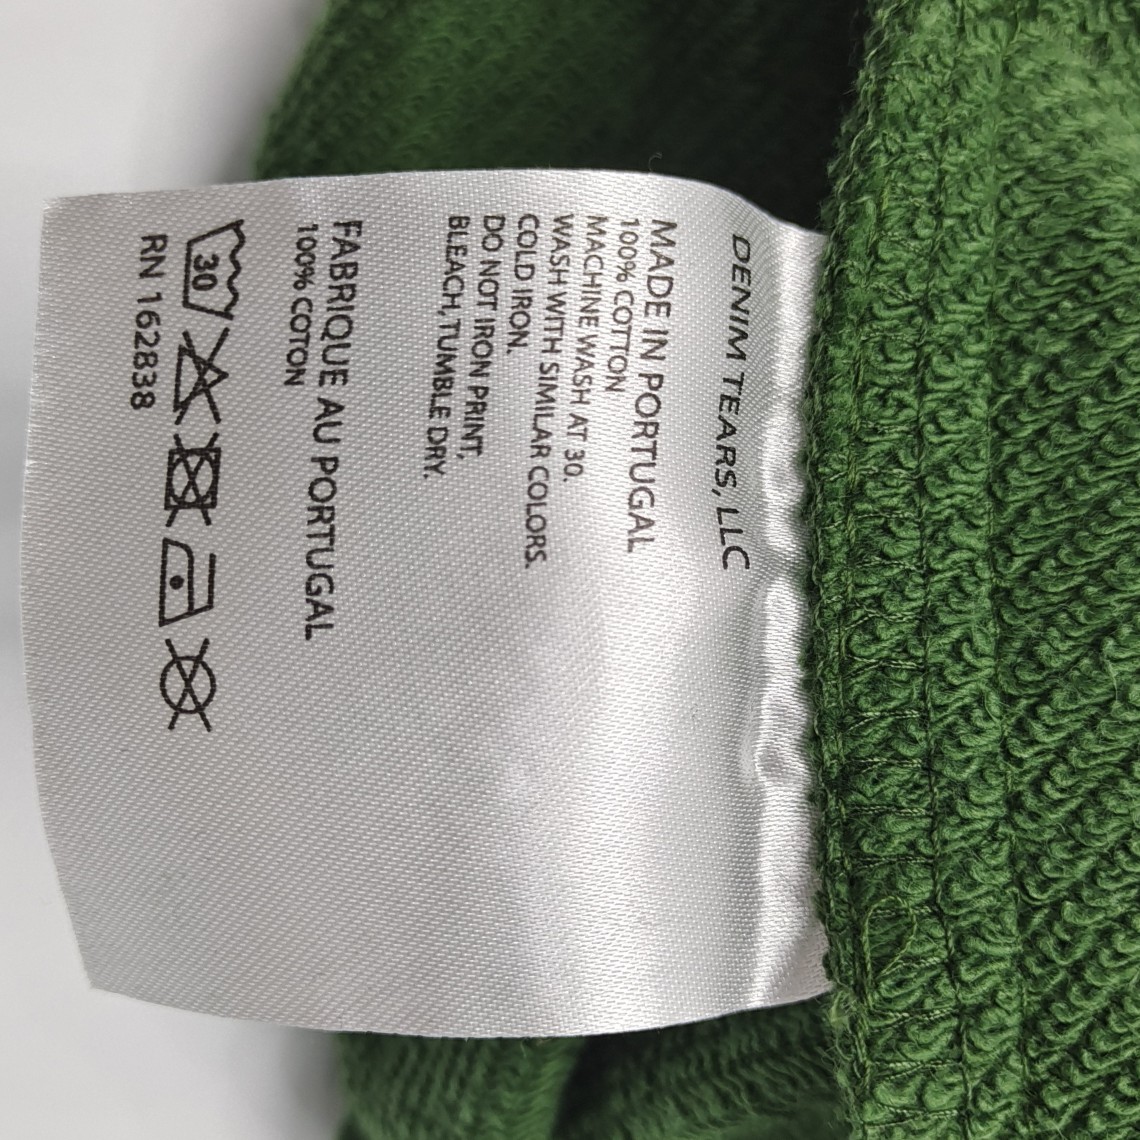 DENIM TEARS, LLC
MADE IN PORTUGAL
100% COTTON
MACHINE WASH AT 30.
WASH WITH SIMILAR COLORS.
COLD IRON.
DO NOT IRON PRINT,
BLEACH, TUMBLE DRY.
FABRIQUE AU PORTUGAL
100% COTON
30
RN 162838